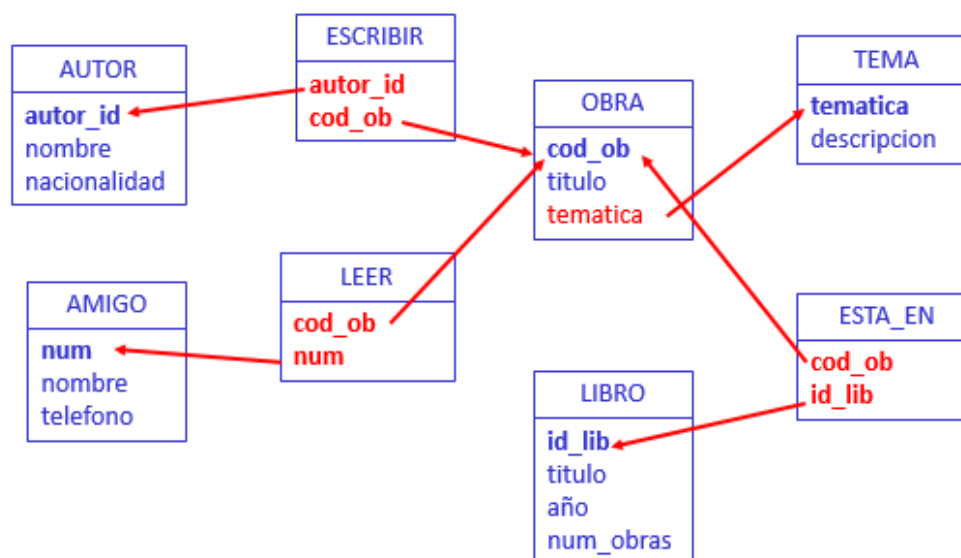 AUTOR
autor_id
nombre
nacionalidad
ESCRIBIR
autor_id
cod_ob
OBRA
cod_ob
titulo
tematica
TEMA
tematica
descripcion
AMIGO
num
nombre
telefono
LEER
cod_ob
num
LIBRO
id_lib
titulo
año
num_obras
ESTA_EN
cod_ob
id_lib